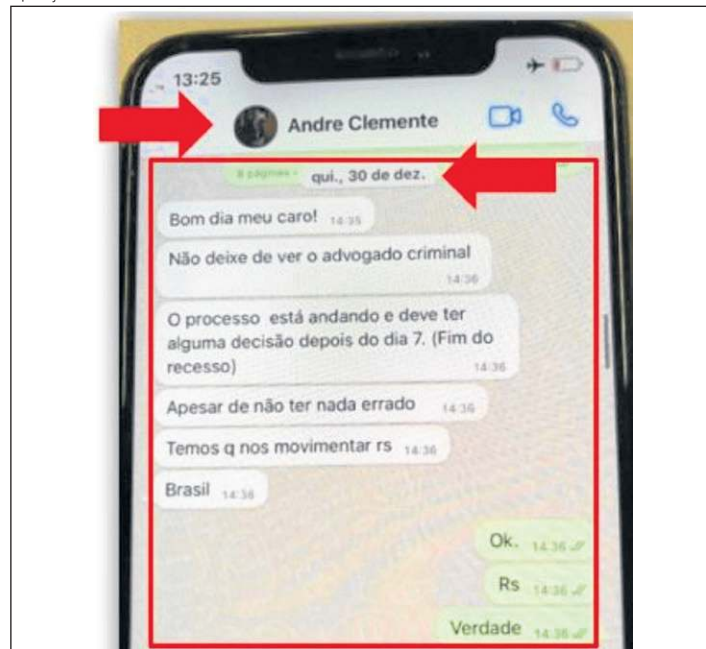 13:25
Andre Clemente
8 páginas •
qui., 30 de dez.
Bom dia meu caro! 14:35
Não deixe de ver o advogado criminal
14:36
O processo está andando e deve ter
alguma decisão depois do dia 7. (Fim do
recesso) 14:36
Apesar de não ter nada errado 14:36
Temos q nos movimentar rs 14:36
Brasil 14:36
Ok. 14:36
Rs 14:36
Verdade 14:36